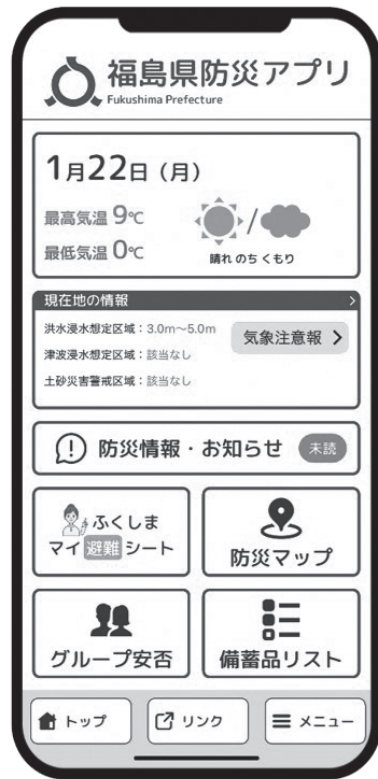 福島県防災アプリ
Fukushima Prefecture
1月22日（月）
最高気温 9℃
最低気温 0℃
晴れ のち くもり
現在地の情報 >
洪水浸水想定区域：3.0m〜5.0m
津波浸水想定区域：該当なし
土砂災害警戒区域：該当なし
気象注意報 >
防災情報・お知らせ 未読
ふくしま
マイ避難シート
防災マップ
グループ安否
備蓄品リスト
トップ
リンク
メニュー